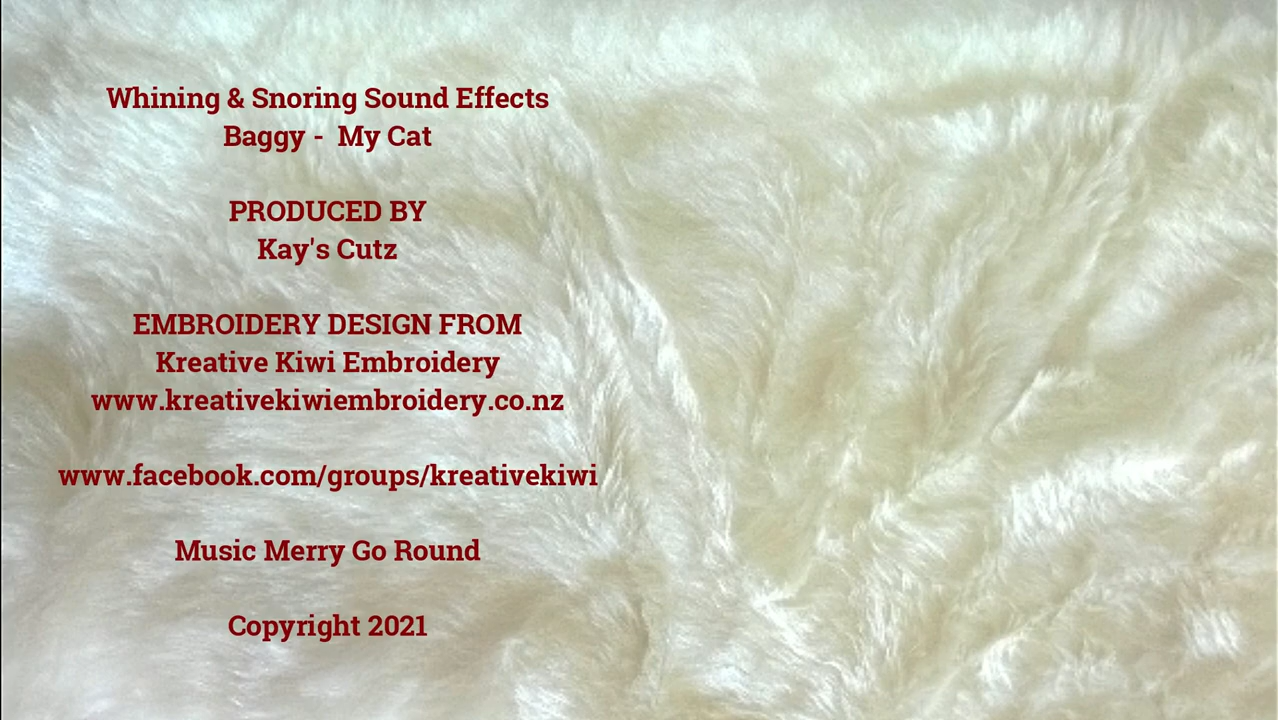 Whining & Snoring Sound Effects
Baggy -  My Cat
PRODUCED BY
Kay's Cutz
EMBROIDERY DESIGN FROM
Kreative Kiwi Embroidery
www.kreativekiwiembroidery.co.nz
www.facebook.com/groups/kreativekiwi
Music Merry Go Round
Copyright 2021